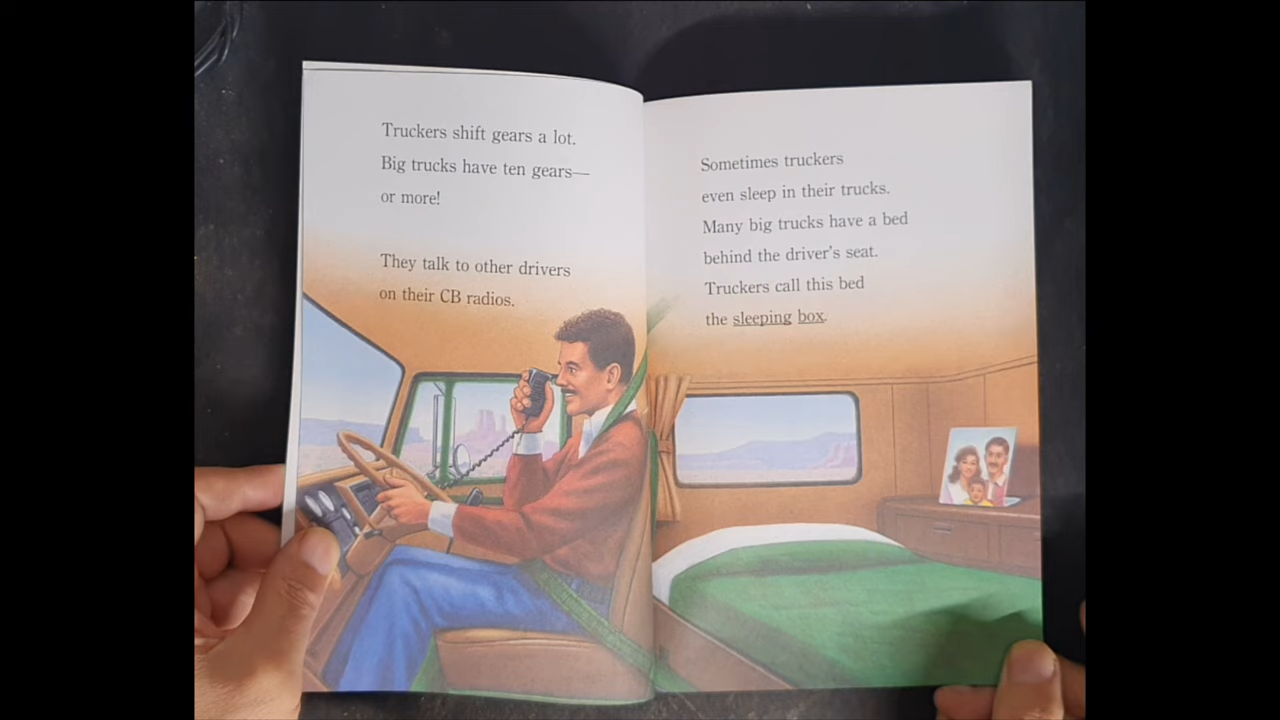 Truckers shift gears a lot.
Big trucks have ten gears—
or more!
They talk to other drivers
on their CB radios.
Sometimes truckers
even sleep in their trucks.
Many big trucks have a bed
behind the driver's seat.
Truckers call this bed
the sleeping box.